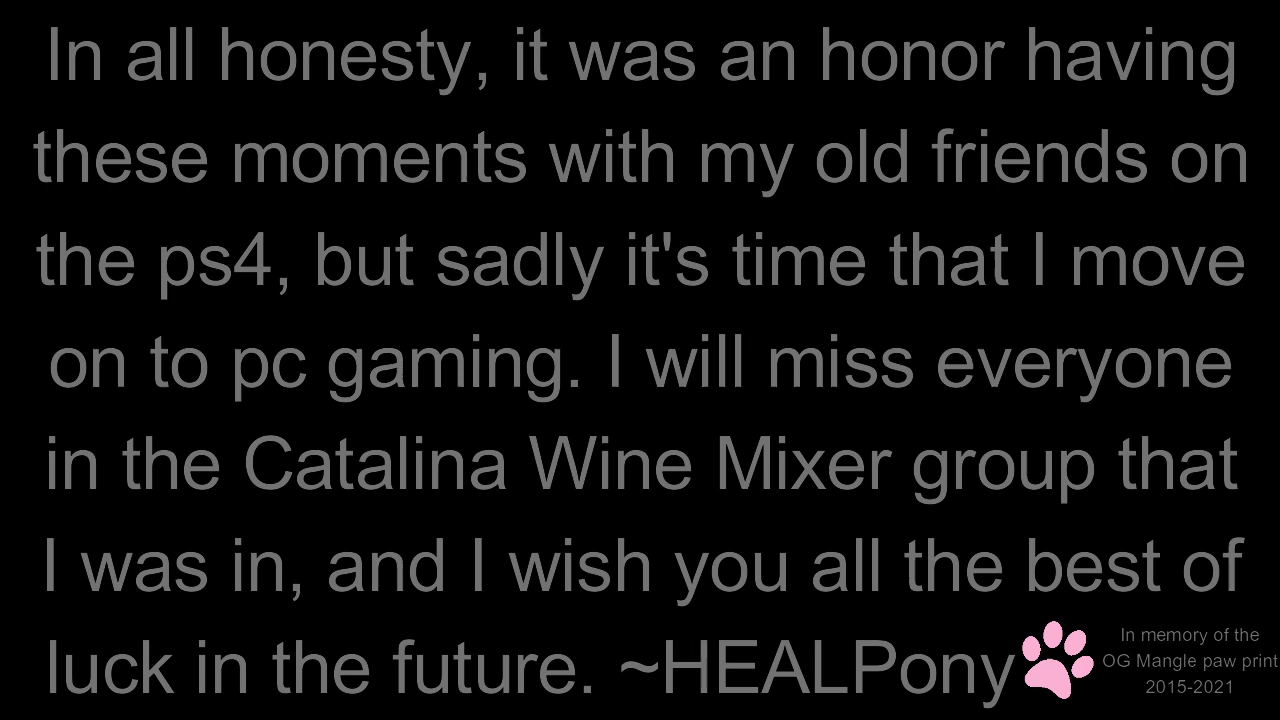 In all honesty, it was an honor having
these moments with my old friends on
the ps4, but sadly it's time that I move
on to pc gaming. I will miss everyone
in the Catalina Wine Mixer group that
I was in, and I wish you all the best of
luck in the future. ~HEALPony
In memory of the
OG Mangle paw print
2015-2021